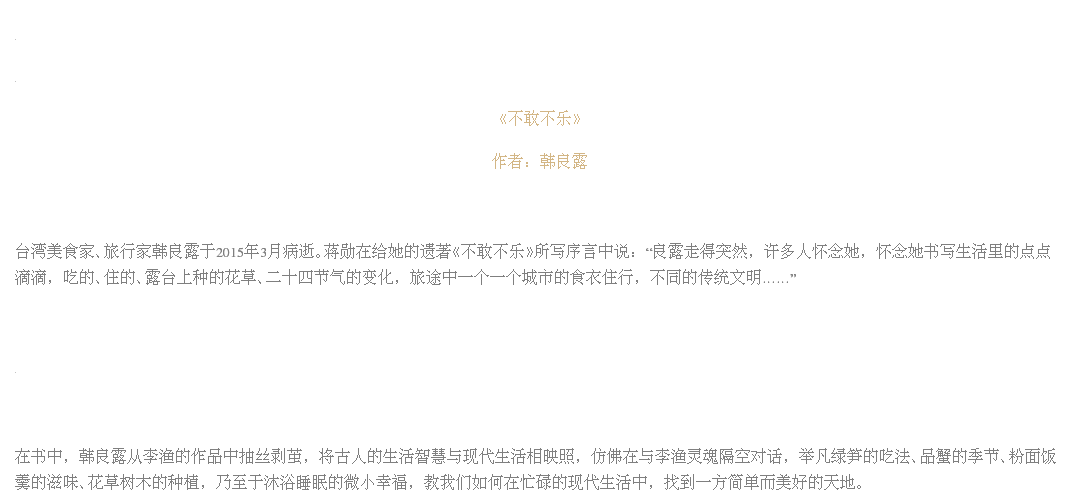 《不敢不乐》
作者：韩良露
台湾美食家、旅行家韩良露于2015年3月病逝。蒋勋在给她的遗著《不敢不乐》所写序言中说：“良露走得突然，许多人怀念她，怀念她书写生活里的点点
滴滴，吃的、住的、露台上种的花草、二十四节气的变化，旅途中一个一个城市的食衣住行，不同的传统文明……”
在书中，韩良露从李渔的作品中抽丝剥茧，将古人的生活智慧与现代生活相映照，仿佛在与李渔灵魂隔空对话，举凡绿笋的吃法、品蟹的季节、粉面饭
羹的滋味、花草树木的种植，乃至于沐浴睡眠的微小幸福，教我们如何在忙碌的现代生活中，找到一方简单而美好的天地。